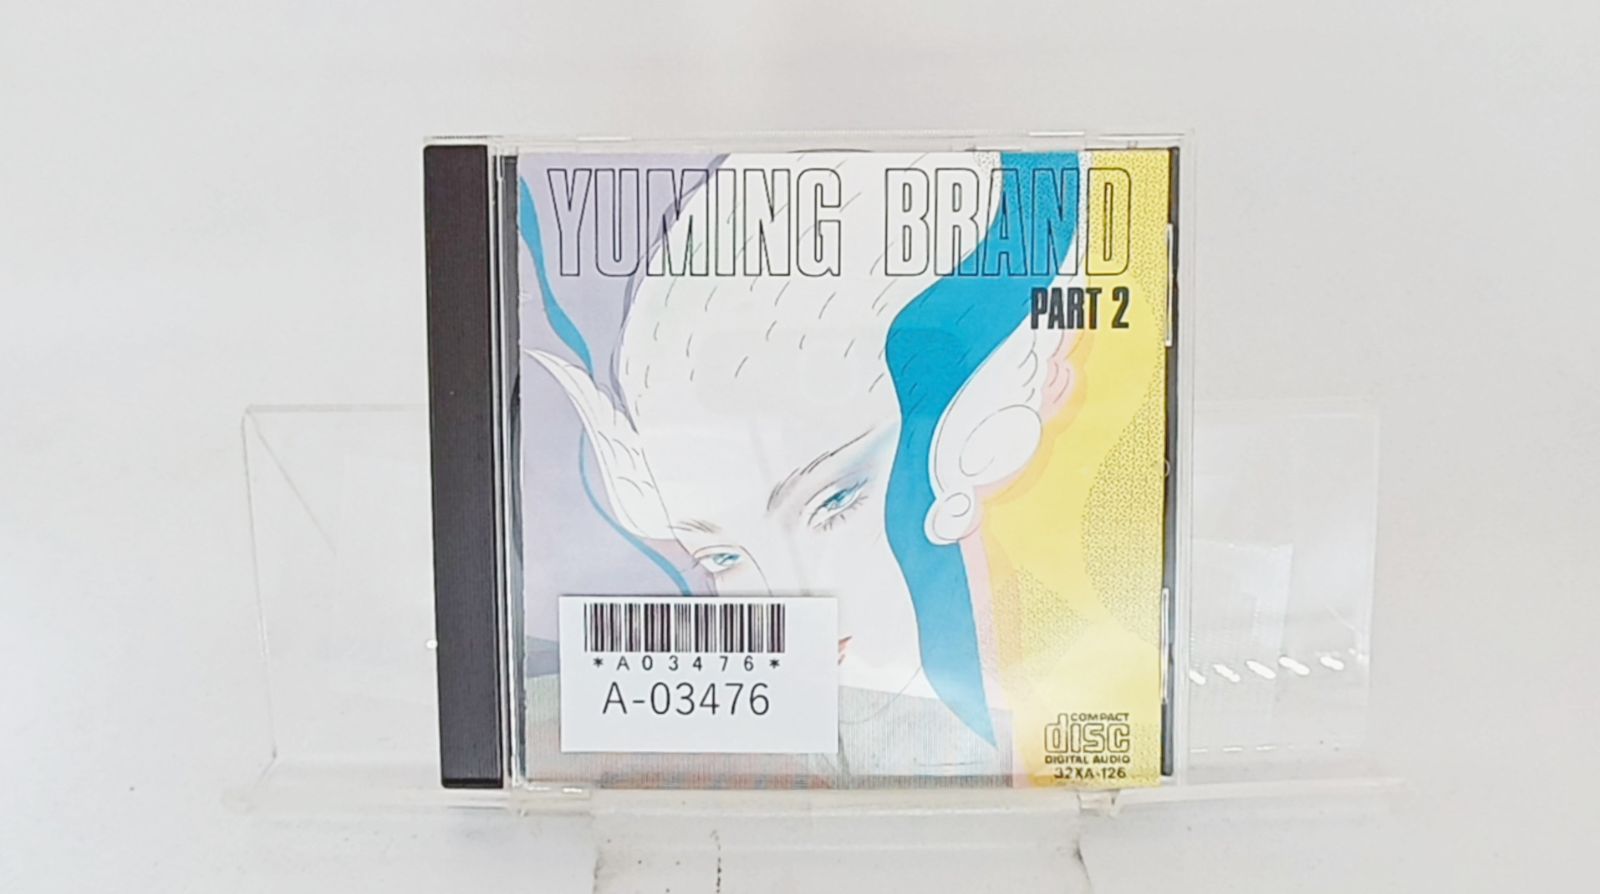 YUMING BRAND
PART 2
*A03476*
A-03476
COMPACT
disc
DIGITAL AUDIO
32XA-126